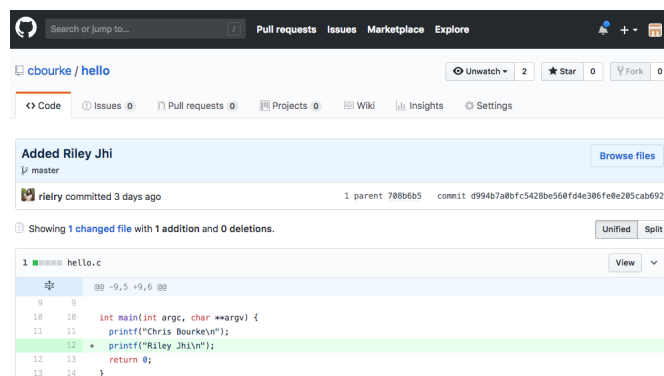 Search or jump to... / Pull requests Issues Marketplace Explore
cbourke / hello Unwatch 2 Star 0 Fork 0
Code Issues 0 Pull requests 0 Projects 0 Wiki Insights Settings
Added Riley Jhi Browse files
master
rielry committed 3 days ago 1 parent 708b6b5 commit d994b7a0bfc5428be560fd4e306fe0e205cab692
Showing 1 changed file with 1 addition and 0 deletions. Unified Split
1 hello.c View
@@ -9,5 +9,6 @@
9 9
10 10 int main(int argc, char **argv) {
11 11 printf("Chris Bourke\n");
12 + printf("Riley Jhi\n");
12 13 return 0;
13 14 }